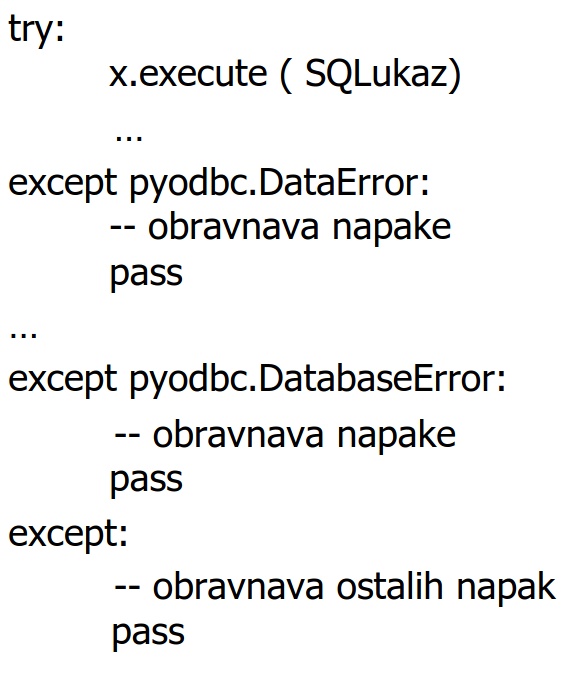 try:
x.execute ( SQLukaz)
...
except pyodbc.DataError:
-- obravnava napake
pass
...
except pyodbc.DatabaseError:
-- obravnava napake
pass
except:
-- obravnava ostalih napak
pass